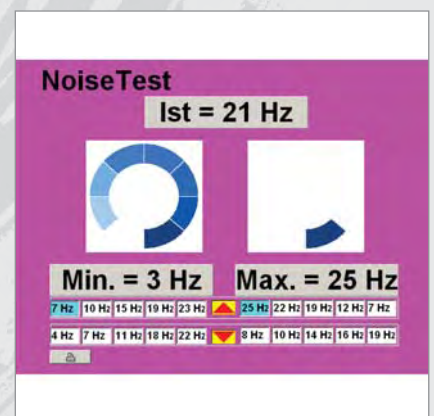 NoiseTest
Ist = 21 Hz
Min. = 3 Hz Max. = 25 Hz
7 Hz 10 Hz 15 Hz 19 Hz 23 Hz 25 Hz 22 Hz 19 Hz 12 Hz 7 Hz
4 Hz 7 Hz 11 Hz 18 Hz 22 Hz 8 Hz 10 Hz 14 Hz 16 Hz 19 Hz